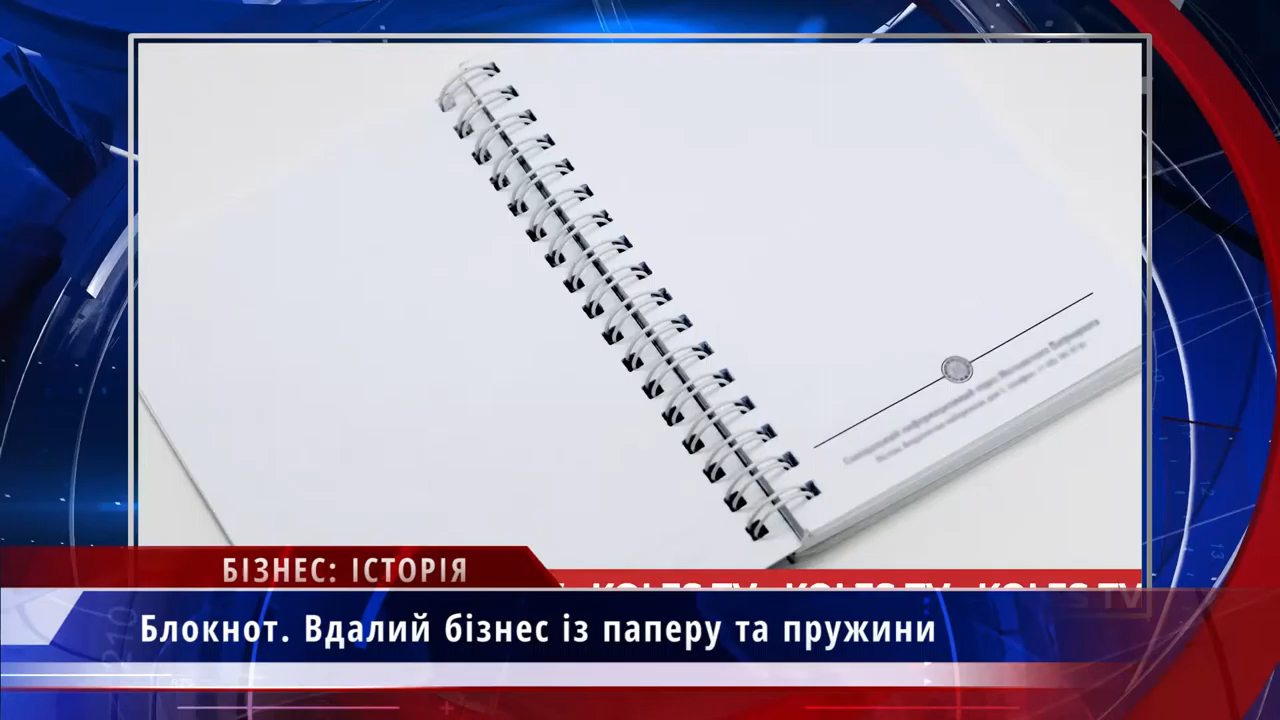 БІЗНЕС: ІСТОРІЯ
KOLES TV KOLES TV KOLES TV
Блокнот. Вдалий бізнес із паперу та пружини